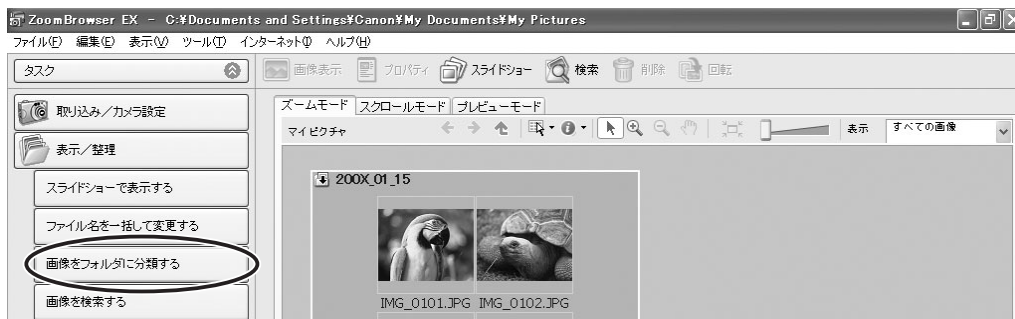 ZoomBrowser EX - C:¥Documents and Settings¥Canon¥My Documents¥My Pictures
ファイル(F) 編集(E) 表示(V) ツール(T) インターネット(I) ヘルプ(H)
タスク
画像表示 プロパティ スライドショー 検索 削除 回転
取り込み／カメラ設定
表示／整理
スライドショーで表示する
ファイル名を一括して変更する
画像をフォルダに分類する
画像を検索する
ズームモード スクロールモード プレビューモード
マイ ピクチャ 表示 すべての画像
200X_01_15
IMG_0101.JPG IMG_0102.JPG